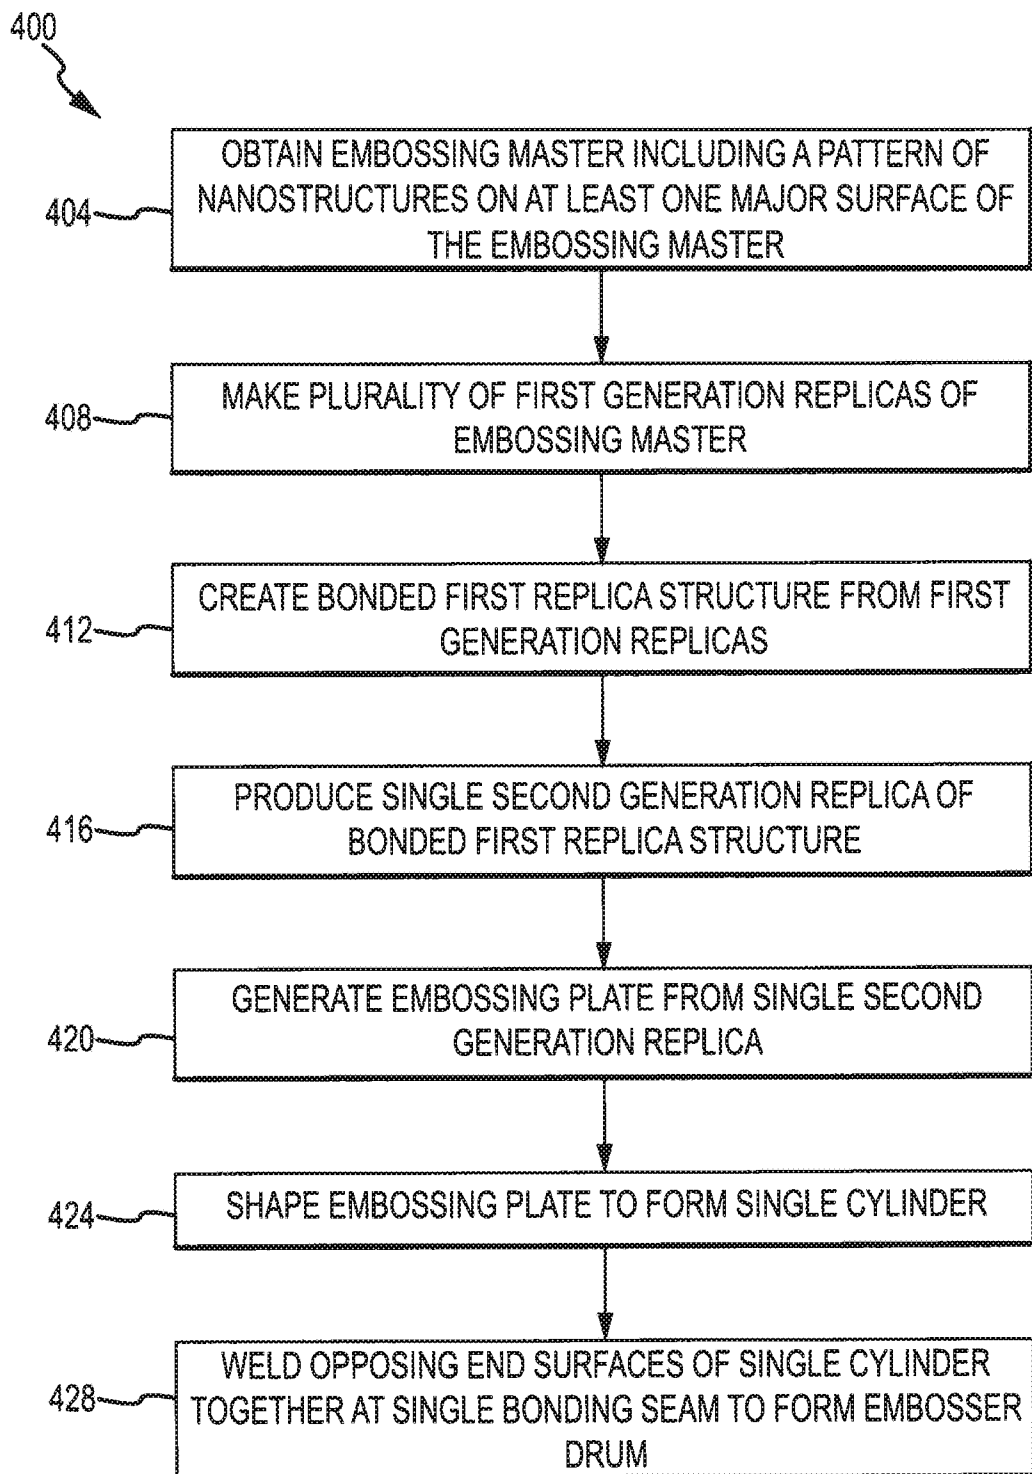 400
OBTAIN EMBOSSING MASTER INCLUDING A PATTERN OF
NANOSTRUCTURES ON AT LEAST ONE MAJOR SURFACE OF
THE EMBOSSING MASTER
404
MAKE PLURALITY OF FIRST GENERATION REPLICAS OF
EMBOSSING MASTER
408
CREATE BONDED FIRST REPLICA STRUCTURE FROM FIRST
GENERATION REPLICAS
412
PRODUCE SINGLE SECOND GENERATION REPLICA OF
BONDED FIRST REPLICA STRUCTURE
416
GENERATE EMBOSSING PLATE FROM SINGLE SECOND
GENERATION REPLICA
420
SHAPE EMBOSSING PLATE TO FORM SINGLE CYLINDER
424
WELD OPPOSING END SURFACES OF SINGLE CYLINDER
TOGETHER AT SINGLE BONDING SEAM TO FORM EMBOSSER
DRUM
428